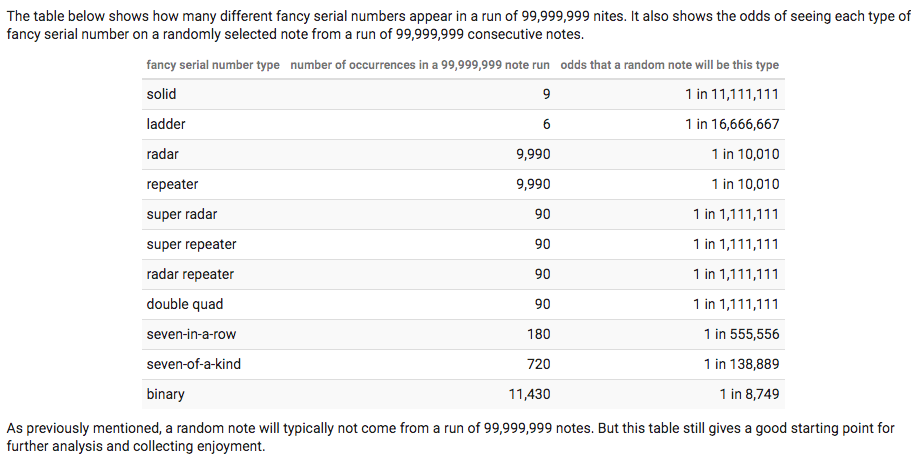 The table below shows how many different fancy serial numbers appear in a run of 99,999,999 nites. It also shows the odds of seeing each type of
fancy serial number on a randomly selected note from a run of 99,999,999 consecutive notes.
fancy serial number type number of occurrences in a 99,999,999 note run odds that a random note will be this type
solid 9 1 in 11,111,111
ladder 6 1 in 16,666,667
radar 9,990 1 in 10,010
repeater 9,990 1 in 10,010
super radar 90 1 in 1,111,111
super repeater 90 1 in 1,111,111
radar repeater 90 1 in 1,111,111
double quad 90 1 in 1,111,111
seven-in-a-row 180 1 in 555,556
seven-of-a-kind 720 1 in 138,889
binary 11,430 1 in 8,749
As previously mentioned, a random note will typically not come from a run of 99,999,999 notes. But this table still gives a good starting point for
further analysis and collecting enjoyment.